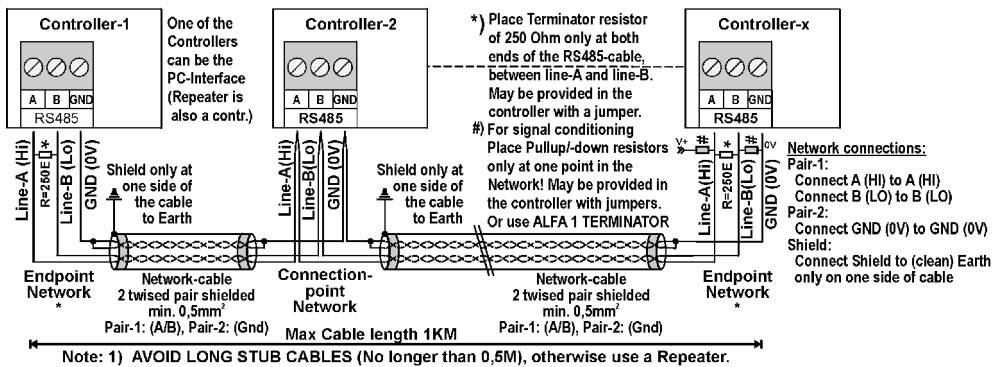 Controller-1
A B GND
RS485
One of the
Controllers
can be the
PC-Interface
(Repeater is
also a contr.)
Controller-2
A B GND
RS485
*) Place Terminator resistor
of 250 Ohm only at both
ends of the RS485-cable,
between line-A and line-B.
May be provided in the
controller with a jumper.
#) For signal conditioning
Place Pullup/-down resistors
only at one point in the
Network! May be provided in
the controller with jumpers.
Or use ALFA 1 TERMINATOR
Controller-x
A B GND
RS485
Line-A (Hi)
R=250E *
Line-B (Lo)
GND (0V)
Shield only at
one side of
the cable
to Earth
Line-A(Hi)
Line-B(Lo)
GND (0V)
Shield only at
one side of
the cable
to Earth
V+ # * # 0V
Line-A(Hi)
R=250E
Line-B(Lo)
GND (0V)
Network connections:
Pair-1:
Connect A (HI) to A (HI)
Connect B (LO) to B (LO)
Pair-2:
Connect GND (0V) to GND (0V)
Shield:
Connect Shield to (clean) Earth
only on one side of cable
Endpoint
Network
*
Network-cable
2 twised pair shielded
min. 0,5mm²
Pair-1: (A/B), Pair-2: (Gnd)
Connection-
point
Network
Network-cable
2 twised pair shielded
min. 0,5mm²
Pair-1: (A/B), Pair-2: (Gnd)
Endpoint
Network
*
Max Cable length 1KM
Note: 1) AVOID LONG STUB CABLES (No longer than 0,5M), otherwise use a Repeater.